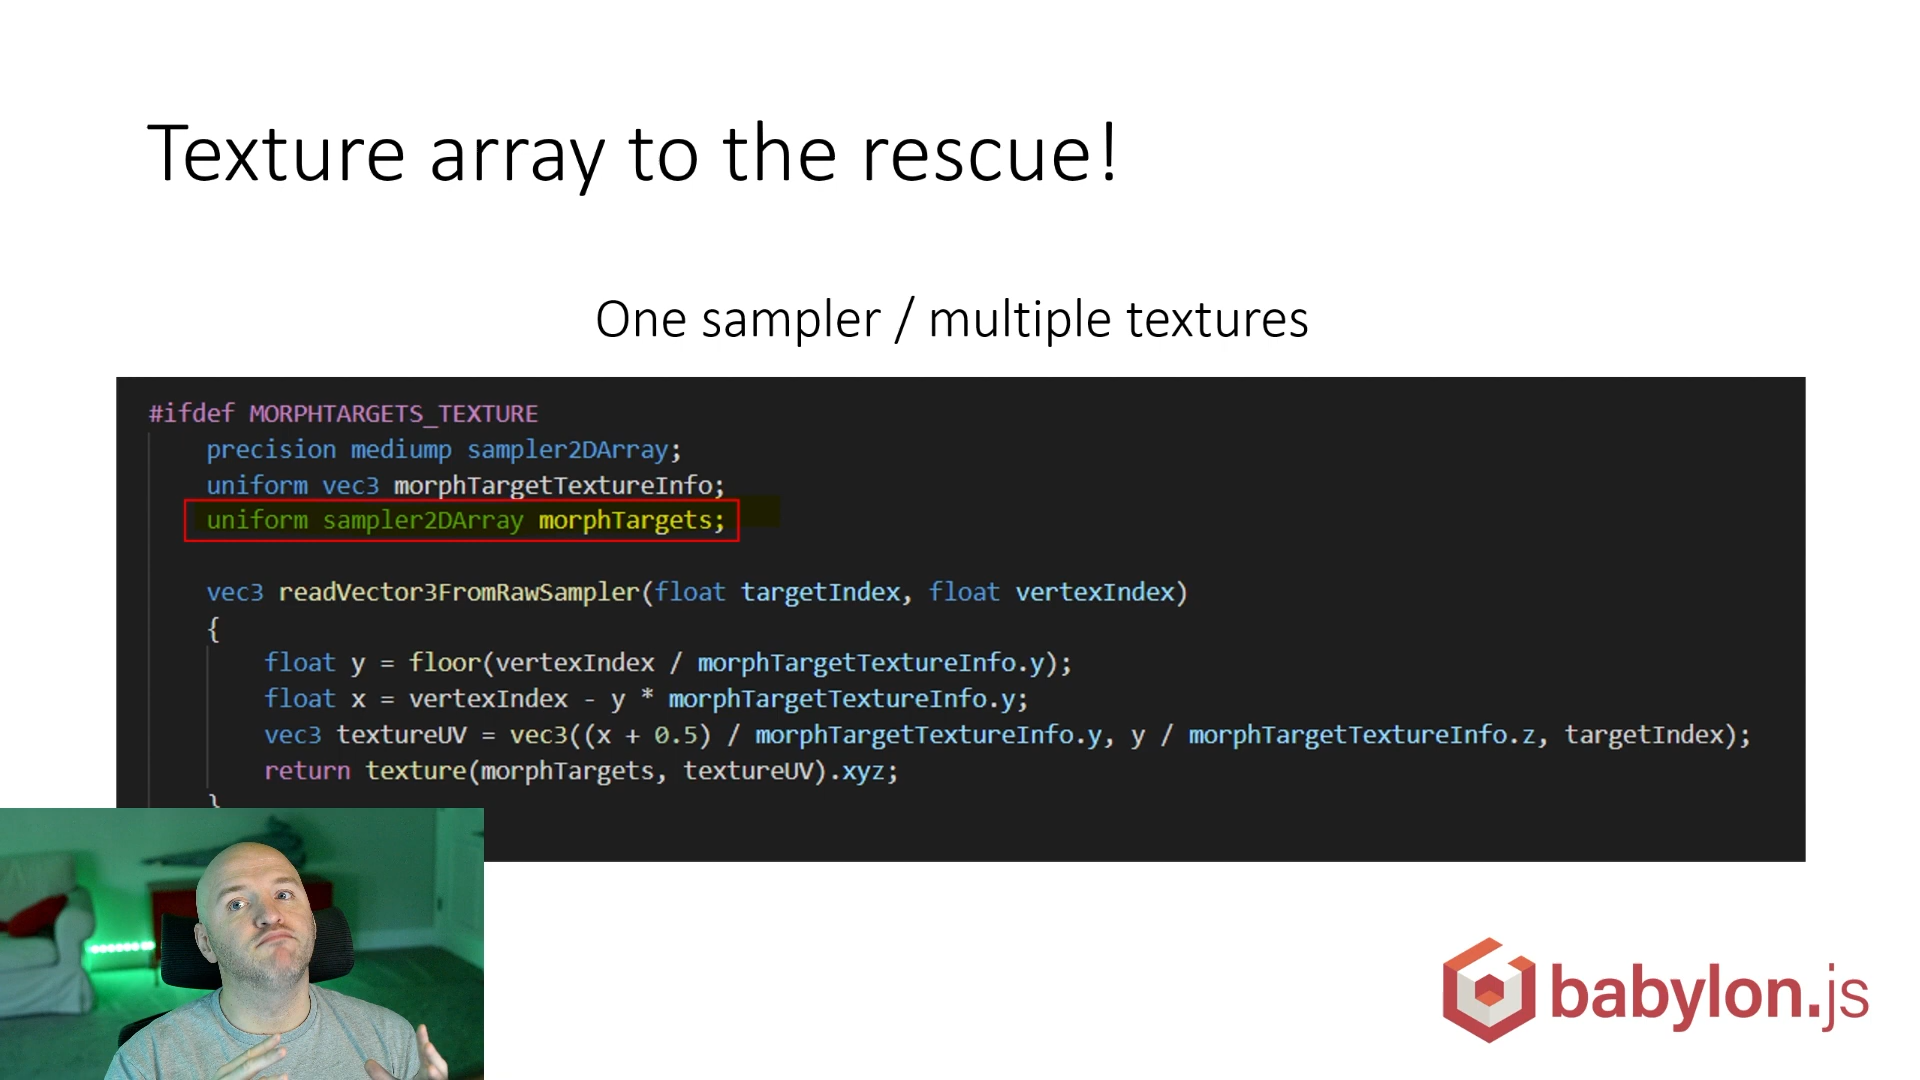 Texture array to the rescue!
One sampler / multiple textures
#ifdef MORPHTARGETS_TEXTURE
precision mediump sampler2DArray;
uniform vec3 morphTargetTextureInfo;
uniform sampler2DArray morphTargets;
vec3 readVector3FromRawSampler(float targetIndex, float vertexIndex)
{
float y = floor(vertexIndex / morphTargetTextureInfo.y);
float x = vertexIndex - y * morphTargetTextureInfo.y;
vec3 textureUV = vec3((x + 0.5) / morphTargetTextureInfo.y, y / morphTargetTextureInfo.z, targetIndex);
return texture(morphTargets, textureUV).xyz;
}
babylon.js